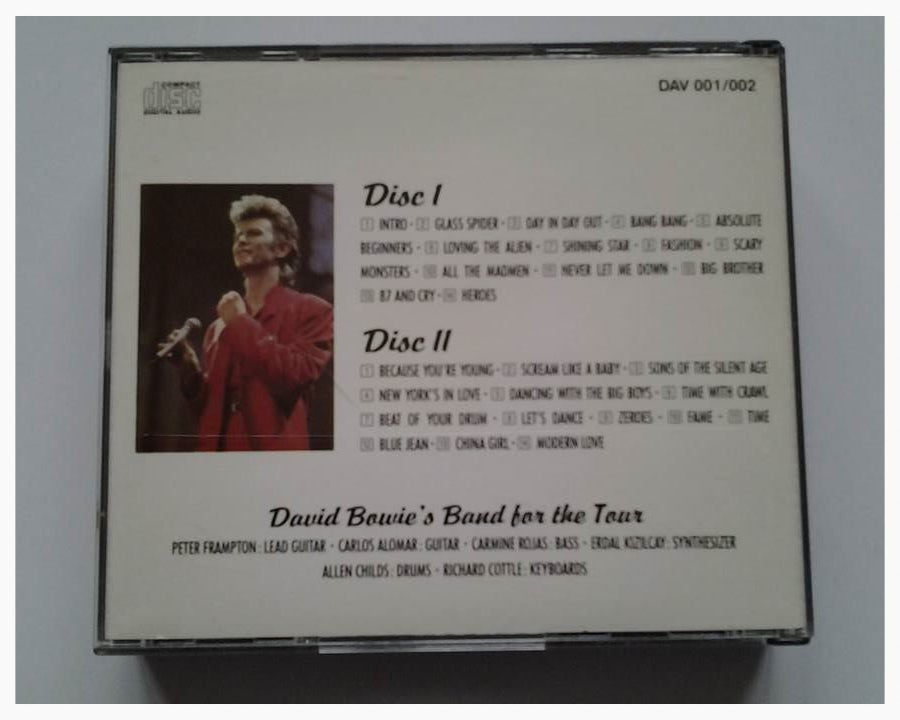 COMPACT
disc
DIGITAL AUDIO
DAV 001/002
Disc I
1 INTRO · 2 GLASS SPIDER · 3 DAY IN DAY OUT · 4 BANG BANG · 5 ABSOLUTE
BEGINNERS · 6 LOVING THE ALIEN · 7 SHINING STAR · 8 FASHION · 9 SCARY
MONSTERS · 10 ALL THE MADMEN · 11 NEVER LET ME DOWN · 12 BIG BROTHER
13 87 AND CRY · 14 HEROES
Disc II
1 BECAUSE YOU'RE YOUNG · 2 SCREAM LIKE A BABY · 3 SONS OF THE SILENT AGE
4 NEW YORK'S IN LOVE · 5 DANCING WITH THE BIG BOYS · 6 TIME WITH CRAWL
7 BEAT OF YOUR DRUM · 8 LET'S DANCE · 9 ZEROES · 10 FAME · 11 TIME
12 BLUE JEAN · 13 CHINA GIRL · 14 MODERN LOVE
David Bowie's Band for the Tour
PETER FRAMPTON: LEAD GUITAR · CARLOS ALOMAR: GUITAR · CARMINE ROJAS: BASS · ERDAL KIZILCAY: SYNTHESIZER
ALLEN CHILDS: DRUMS · RICHARD COTTLE: KEYBOARDS